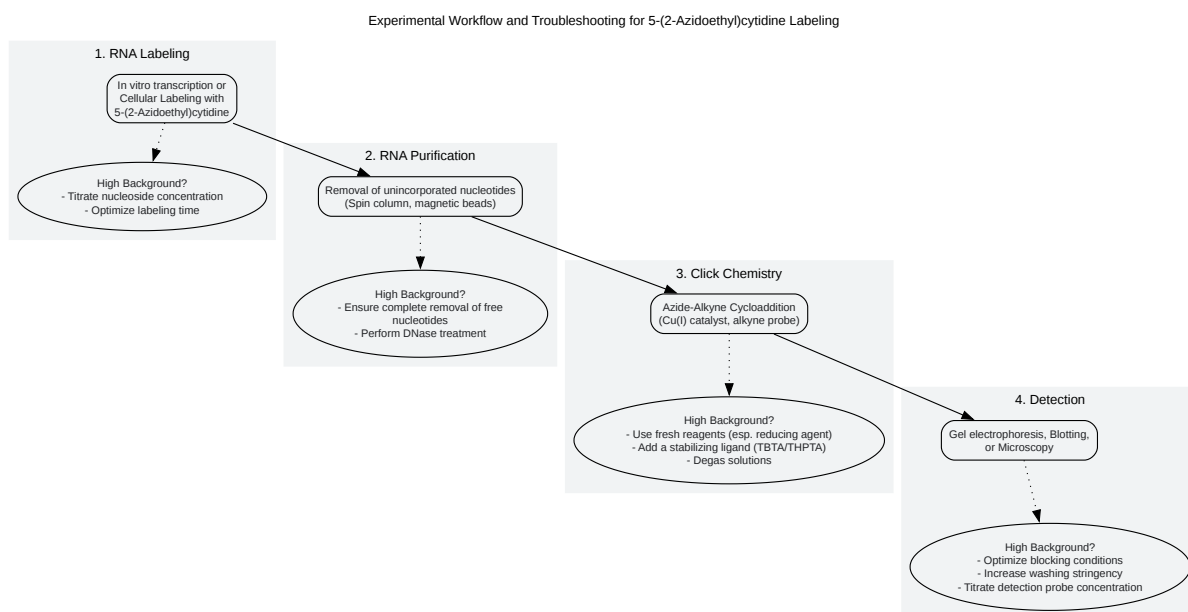 Experimental Workflow and Troubleshooting for 5-(2-Azidoethyl)cytidine Labeling
1. RNA Labeling
In vitro transcription or
Cellular Labeling with
5-(2-Azidoethyl)cytidine
High Background?
- Titrate nucleoside concentration
- Optimize labeling time
2. RNA Purification
Removal of unincorporated nucleotides
(Spin column, magnetic beads)
High Background?
- Ensure complete removal of free
nucleotides
- Perform DNase treatment
3. Click Chemistry
Azide-Alkyne Cycloaddition
(Cu(I) catalyst, alkyne probe)
High Background?
- Use fresh reagents (esp. reducing agent)
- Add a stabilizing ligand (TBTA/THPTA)
- Degas solutions
4. Detection
Gel electrophoresis, Blotting,
or Microscopy
High Background?
- Optimize blocking conditions
- Increase washing stringency
- Titrate detection probe concentration